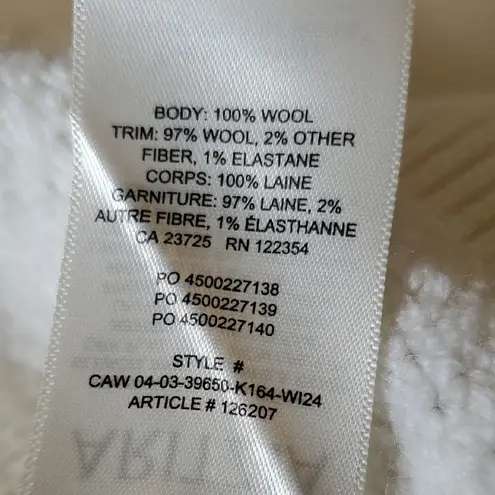 BODY: 100% WOOL
TRIM: 97% WOOL, 2% OTHER
FIBER, 1% ELASTANE
CORPS: 100% LAINE
GARNITURE: 97% LAINE, 2%
AUTRE FIBRE, 1% ÉLASTHANNE
CA 23725 RN 122354
PO 4500227138
PO 4500227139
PO 4500227140
STYLE #
CAW 04-03-39650-K164-WI24
ARTICLE # 126207